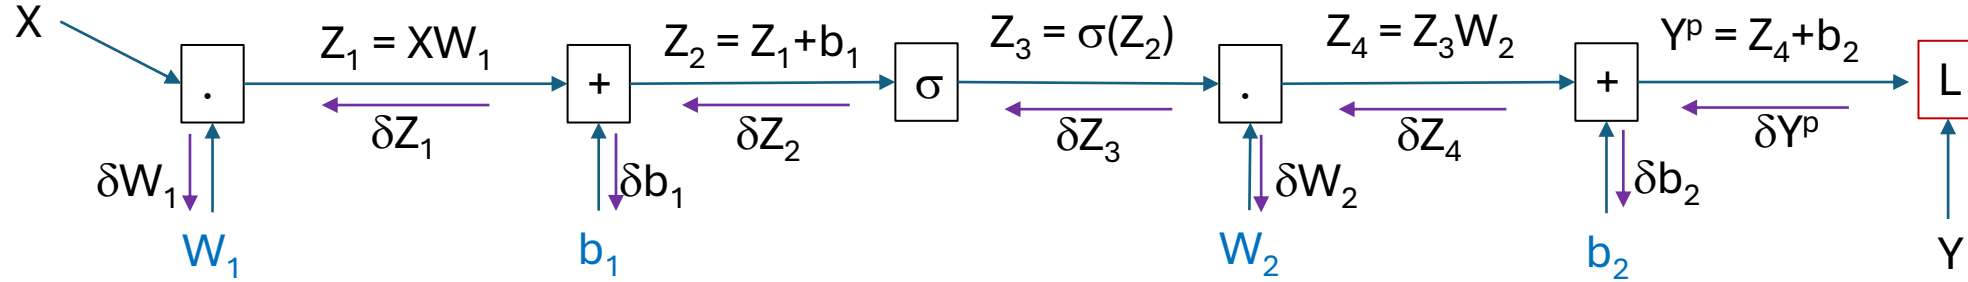 X
Z₁ = XW₁
Z₂ = Z₁+b₁
Z₃ = σ(Z₂)
Z₄ = Z₃W₂
Yᵖ = Z₄+b₂
.
+
σ
.
+
L
δZ₁
δZ₂
δZ₃
δZ₄
δYᵖ
δW₁
δb₁
δW₂
δb₂
W₁
b₁
W₂
b₂
Y